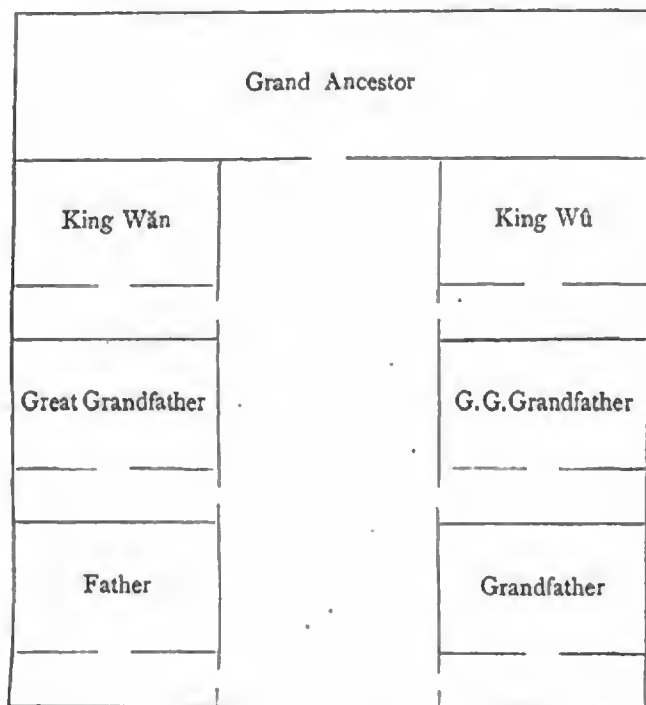 Grand Ancestor
King Wăn
King Wû
Great Grandfather
G.G.Grandfather
Father
Grandfather